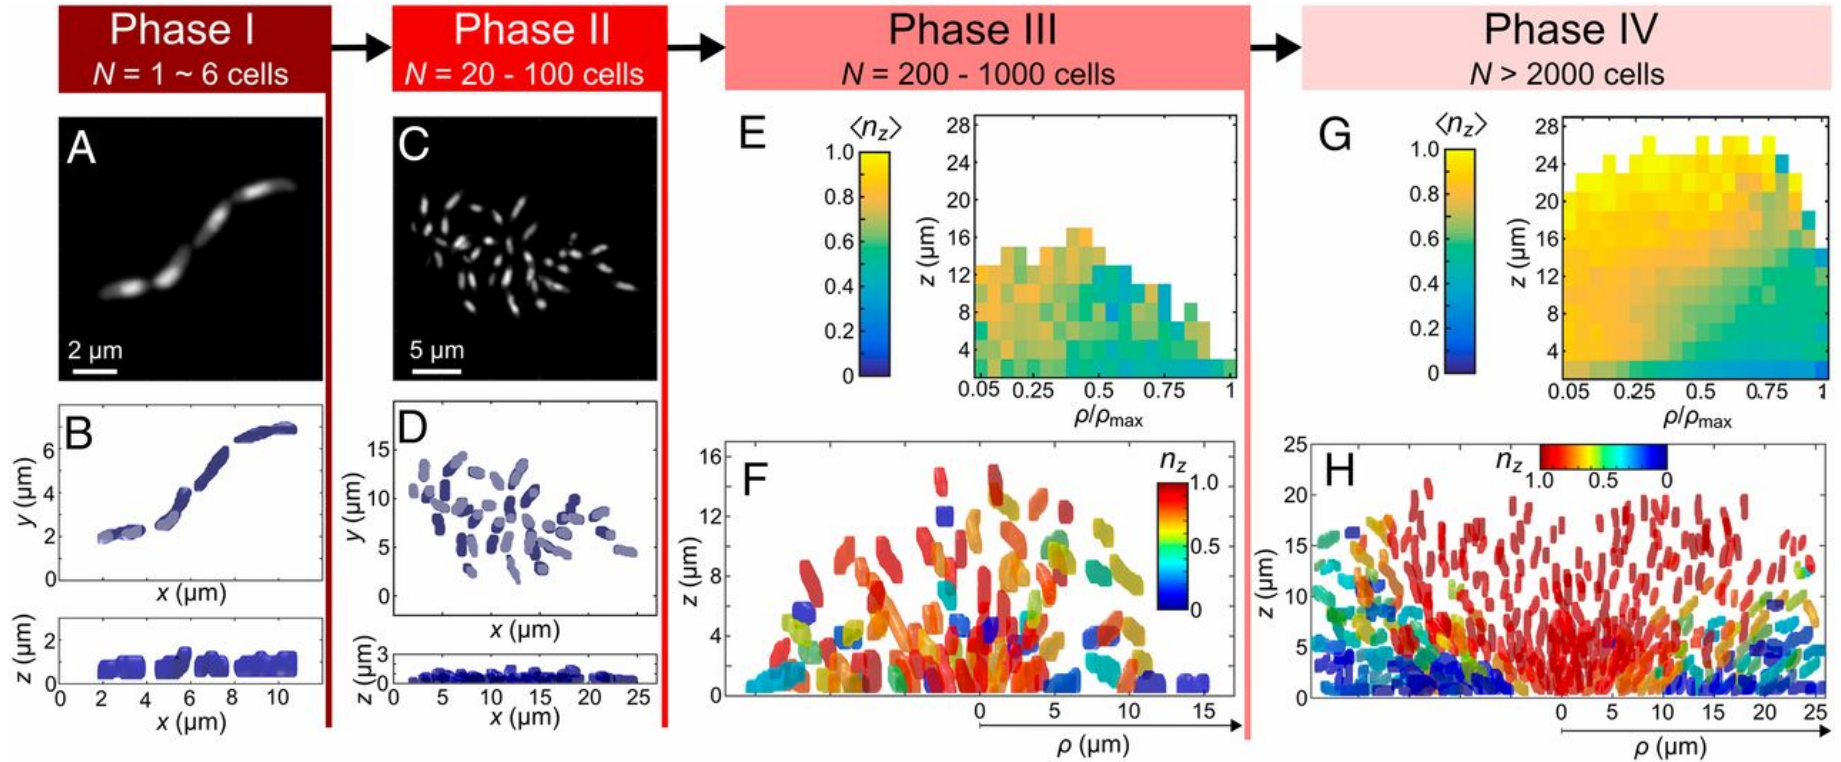 Phase I
N = 1 ~ 6 cells
Phase II
N = 20 - 100 cells
Phase III
N = 200 - 1000 cells
Phase IV
N > 2000 cells
A
2 µm
B
y (µm)
6
4
2
0
x (µm)
z (µm)
2
0
0 2 4 6 8 10
x (µm)
C
5 µm
D
y (µm)
15
10
5
0
x (µm)
z (µm)
3
0
0 5 10 15 20 25
x (µm)
E
⟨nz⟩
1.0
0.8
0.6
0.4
0.2
0
z (µm)
28
24
20
16
12
8
4
0.05 0.25 0.5 0.75 1
ρ/ρmax
F
nz
1.0
0.5
0
z (µm)
16
12
8
4
0
0 5 10 15
ρ (µm)
G
⟨nz⟩
1.0
0.8
0.6
0.4
0.2
0
z (µm)
28
24
20
16
12
8
4
0.05 0.25 0.5 0.75 1
ρ/ρmax
H
nz
1.0 0.5 0
z (µm)
25
20
15
10
5
0
0 5 10 15 20 25
ρ (µm)